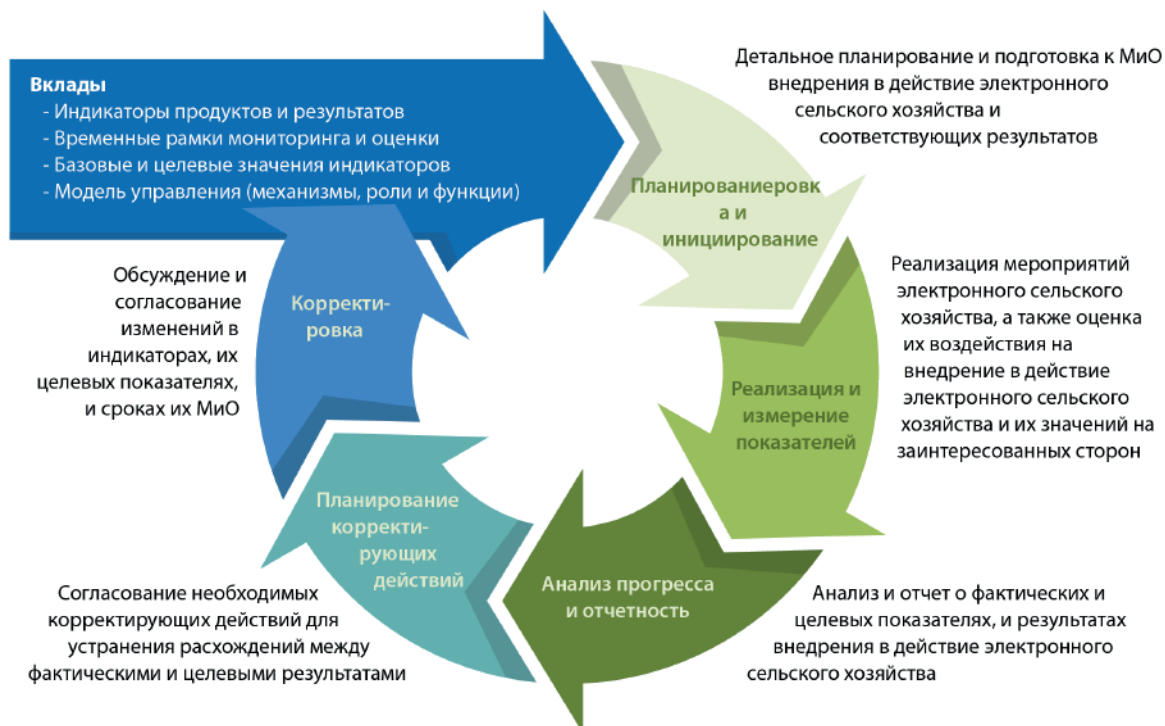 Вклады
- Индикаторы продуктов и результатов
- Временные рамки мониторинга и оценки
- Базовые и целевые значения индикаторов
- Модель управления (механизмы, роли и функции)
Детальное планирование и подготовка к МиО
внедрения в действие электронного
сельского хозяйства и
соответствующих результатов
Планированиеровк
а и
инициирование
Реализация мероприятий
электронного сельского
хозяйства, а также оценка
их воздействия на
внедрение в действие
электронного сельского
хозяйства и их значений на
заинтересованных сторон
Реализация и
измерение
показателей
Анализ и отчет о фактических и
целевых показателях, и результатах
внедрения в действие электронного
сельского хозяйства
Анализ прогресса
и отчетность
Согласование необходимых
корректирующих действий для
устранения расхождений между
фактическими и целевыми результатами
Планирование
корректи-
рующих
действий
Обсуждение и
согласование
изменений в
индикаторах, их
целевых показателях,
и сроках их МиО
Корректи-
ровка